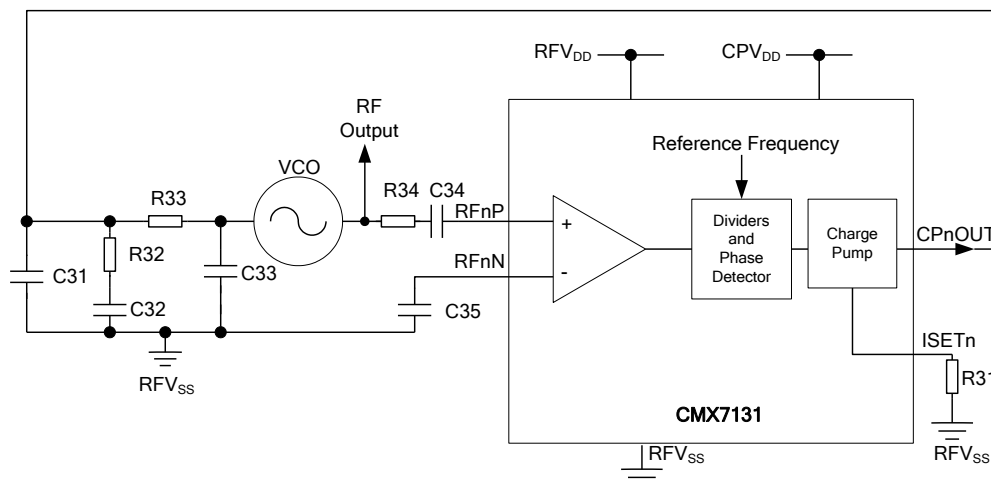 RFVDD
CPVDD
RF
Output
Reference Frequency
VCO
R34
C34
RFnP
R33
+
Dividers
and
Phase
Detector
Charge
Pump
CPnOUT
R32
C31
C33
RFnN
-
C32
C35
ISETn
R31
RFVSS
CMX7131
RFVSS
RFVSS